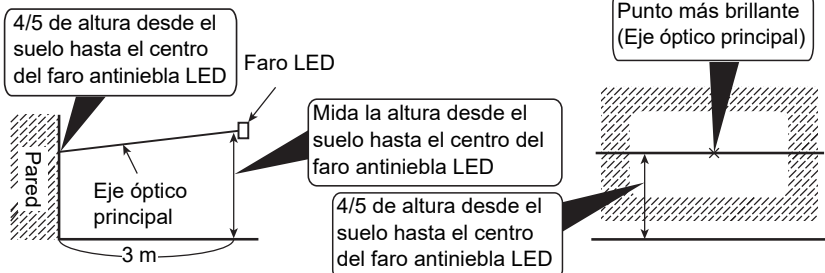 4/5 de altura desde el
suelo hasta el centro
del faro antiniebla LED
Faro LED
Mida la altura desde el
suelo hasta el centro del
faro antiniebla LED
Pared
Eje óptico
principal
3 m
Punto más brillante
(Eje óptico principal)
4/5 de altura desde el
suelo hasta el centro
del faro antiniebla LED